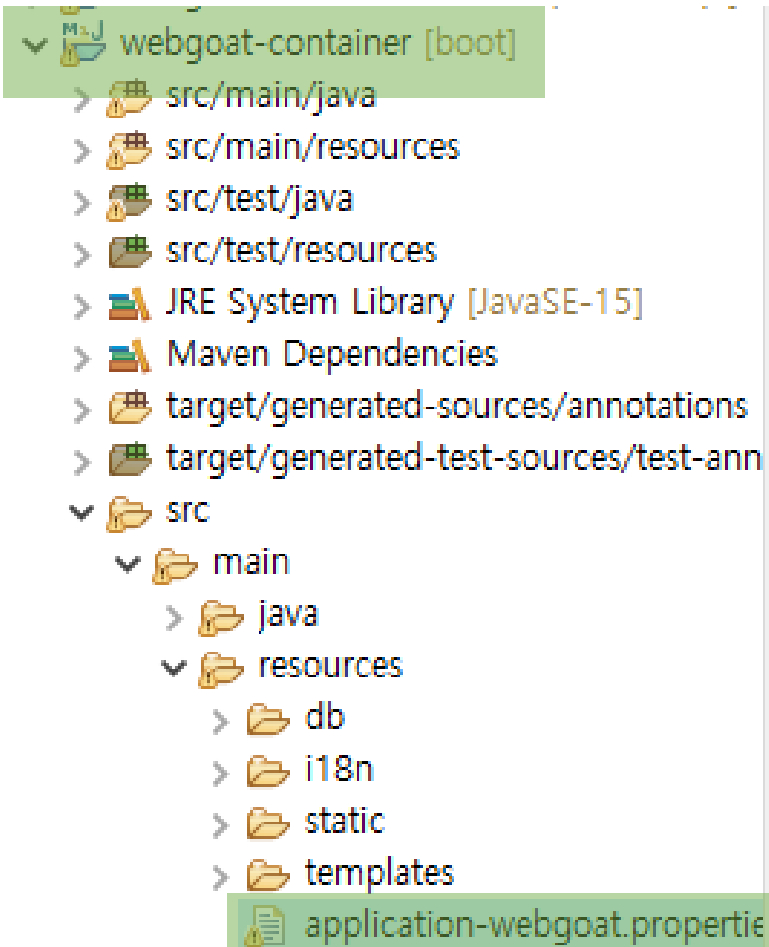 webgoat-container [boot]
src/main/java
src/main/resources
src/test/java
src/test/resources
JRE System Library [JavaSE-15]
Maven Dependencies
target/generated-sources/annotations
target/generated-test-sources/test-ann
src
main
java
resources
db
i18n
static
templates
application-webgoat.propertie